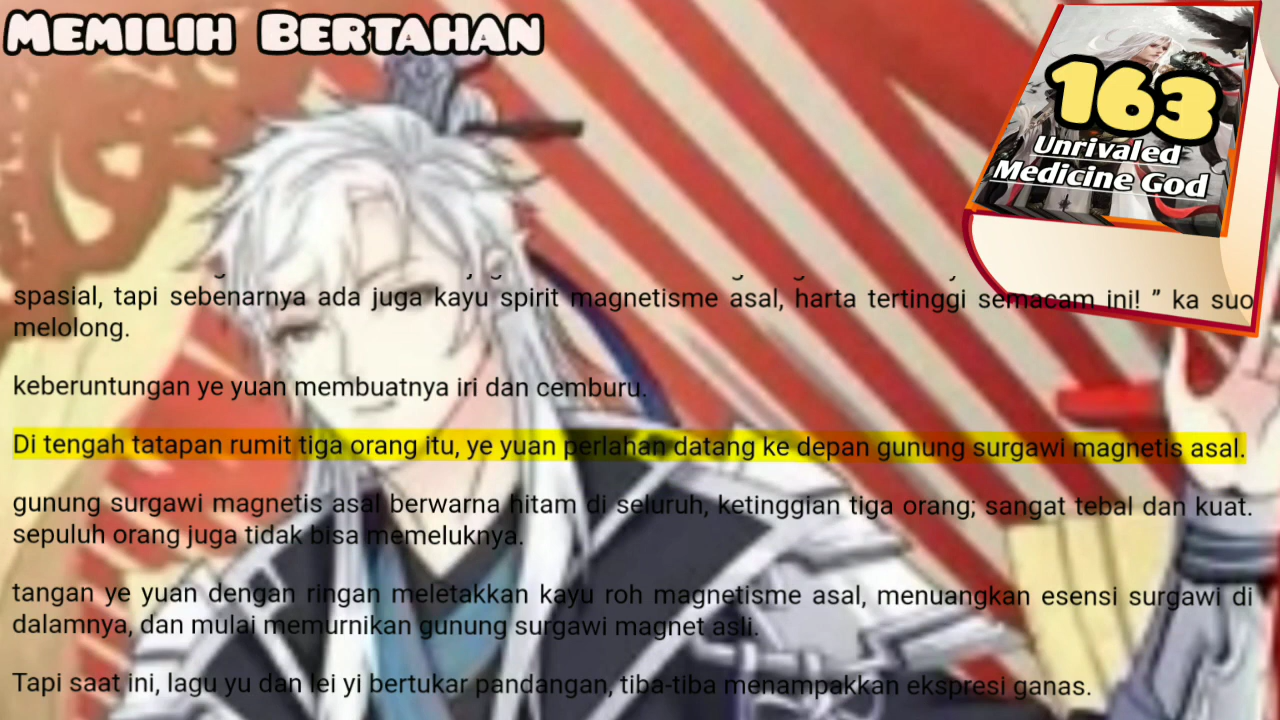 Memilih Bertahan
163
Unrivaled
Medicine God
spasial, tapi sebenarnya ada juga kayu spirit magnetisme asal, harta tertinggi semacam ini! ” ka suo
melolong.
keberuntungan ye yuan membuatnya iri dan cemburu.
Di tengah tatapan rumit tiga orang itu, ye yuan perlahan datang ke depan gunung surgawi magnetis asal.
gunung surgawi magnetis asal berwarna hitam di seluruh, ketinggian tiga orang; sangat tebal dan kuat.
sepuluh orang juga tidak bisa memeluknya.
tangan ye yuan dengan ringan meletakkan kayu roh magnetisme asal, menuangkan esensi surgawi di
dalamnya, dan mulai memurnikan gunung surgawi magnet asli.
Tapi saat ini, lagu yu dan lei yi bertukar pandangan, tiba-tiba menampakkan ekspresi ganas.